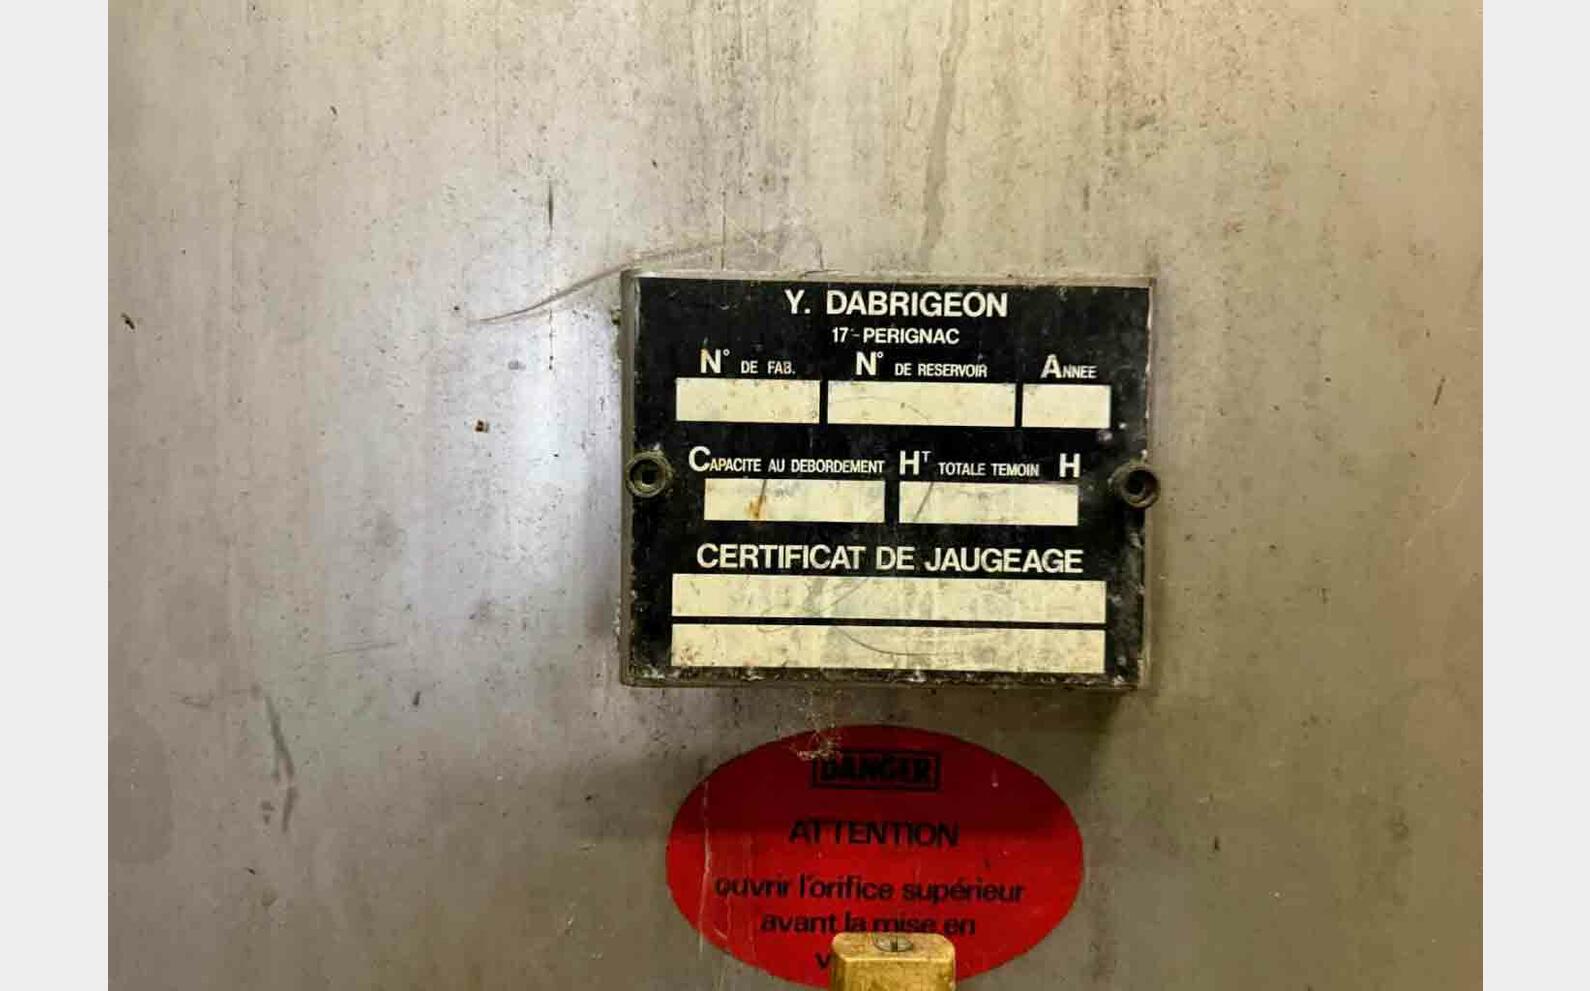 Y. DABRIGEON
17 - PERIGNAC
N° DE FAB. N° DE RESERVOIR ANNEE
CAPACITE AU DEBORDEMENT HT TOTALE TEMOIN H
CERTIFICAT DE JAUGEAGE
DANGER
ATTENTION
ouvrir l'orifice supérieur
avant la mise en